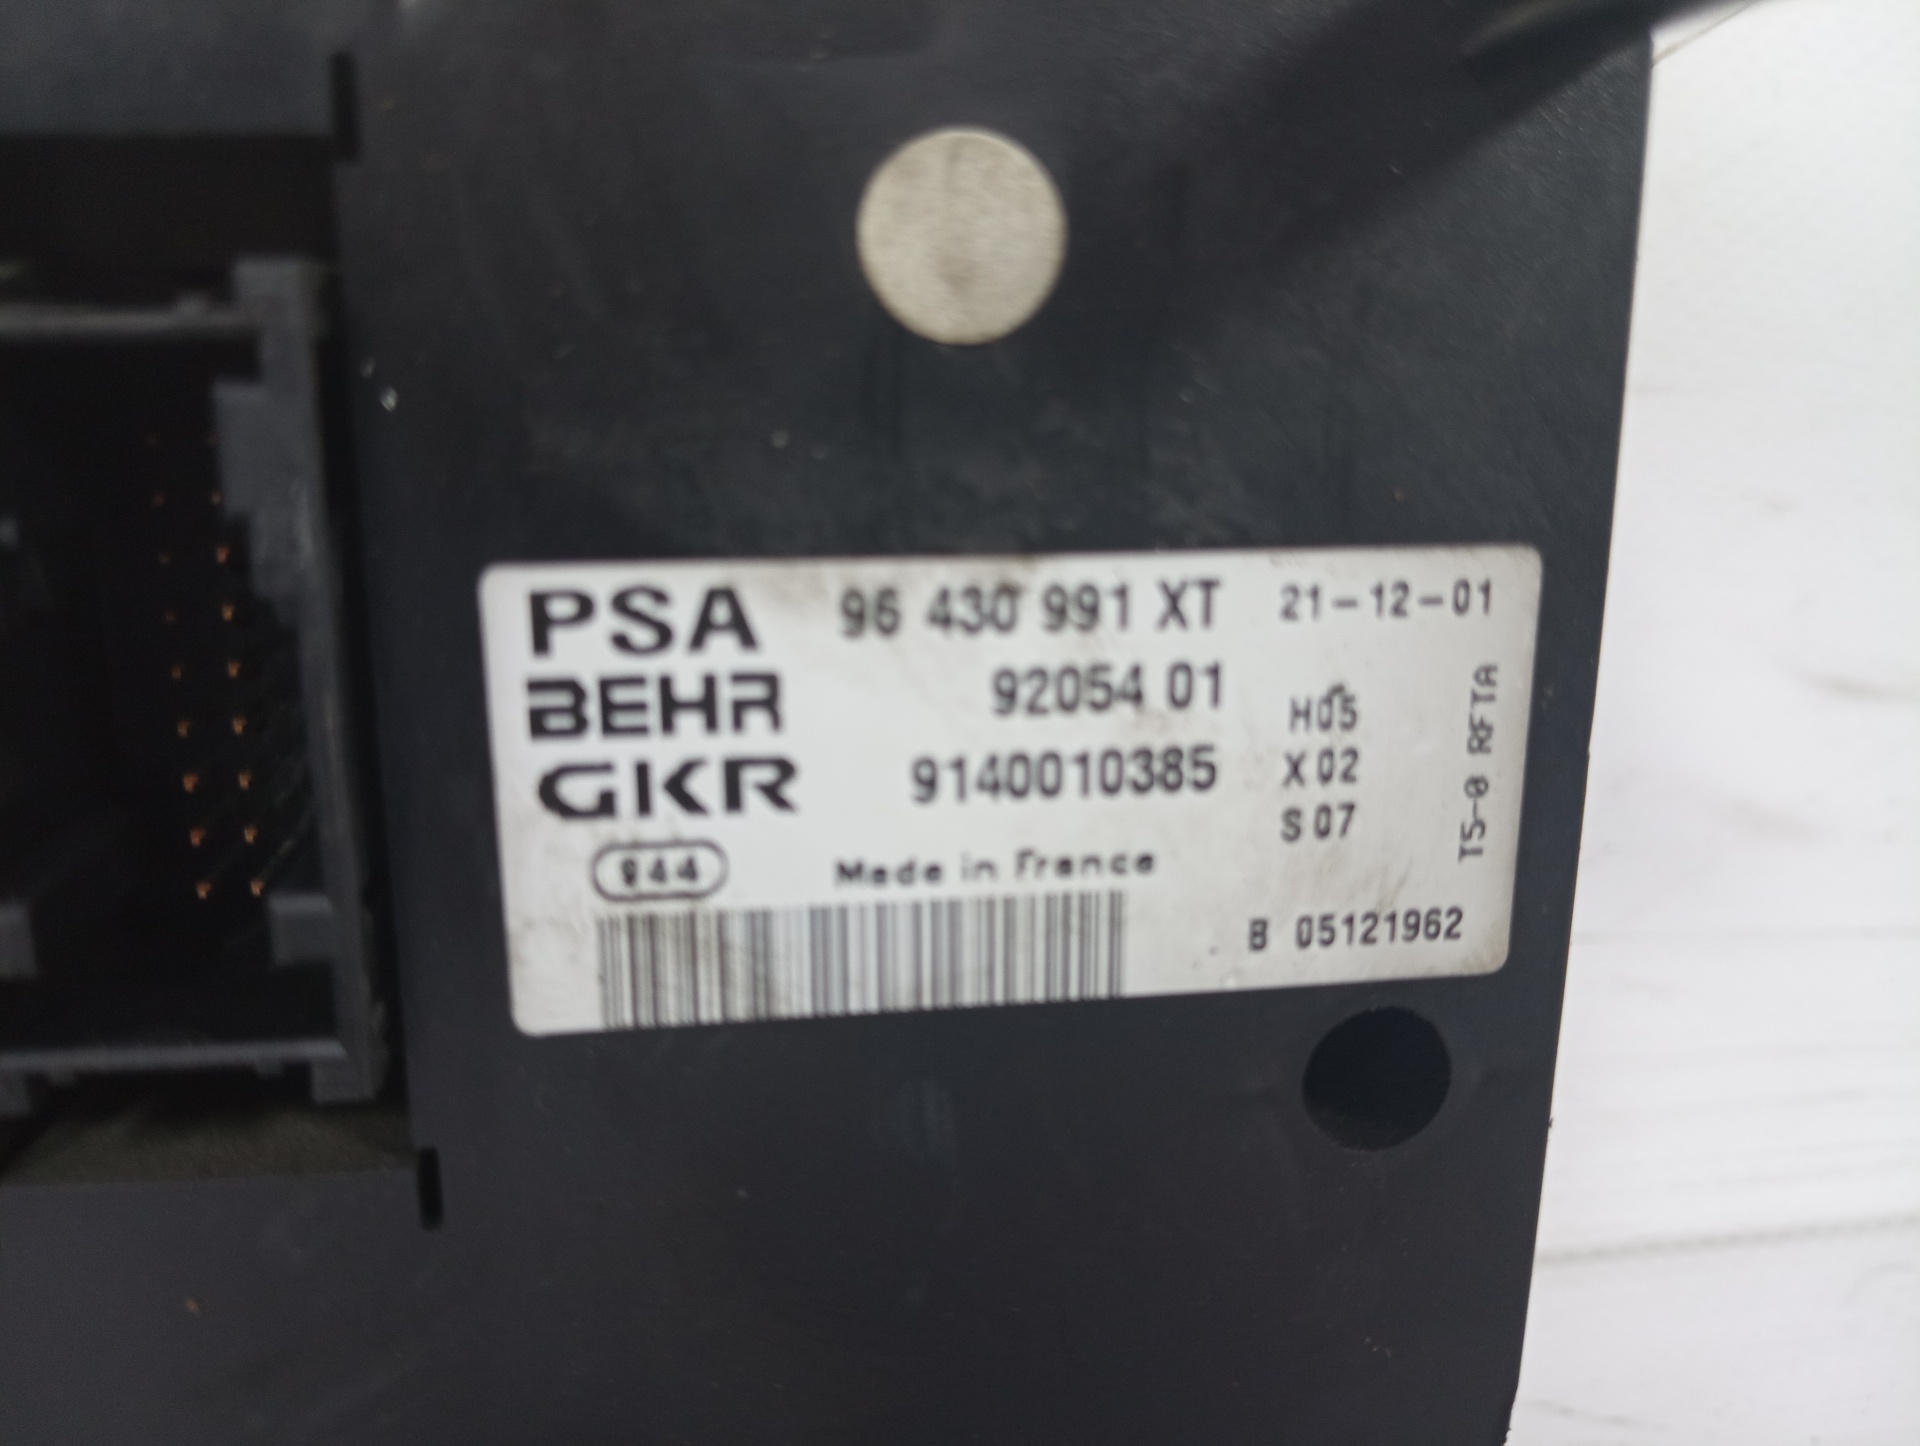 PSA 96 430 991 XT 21-12-01
BEHR 92054 01 H05
GKR 9140010385 X02
S07
944 Made in France
B 05121962
T5-0 RFTA